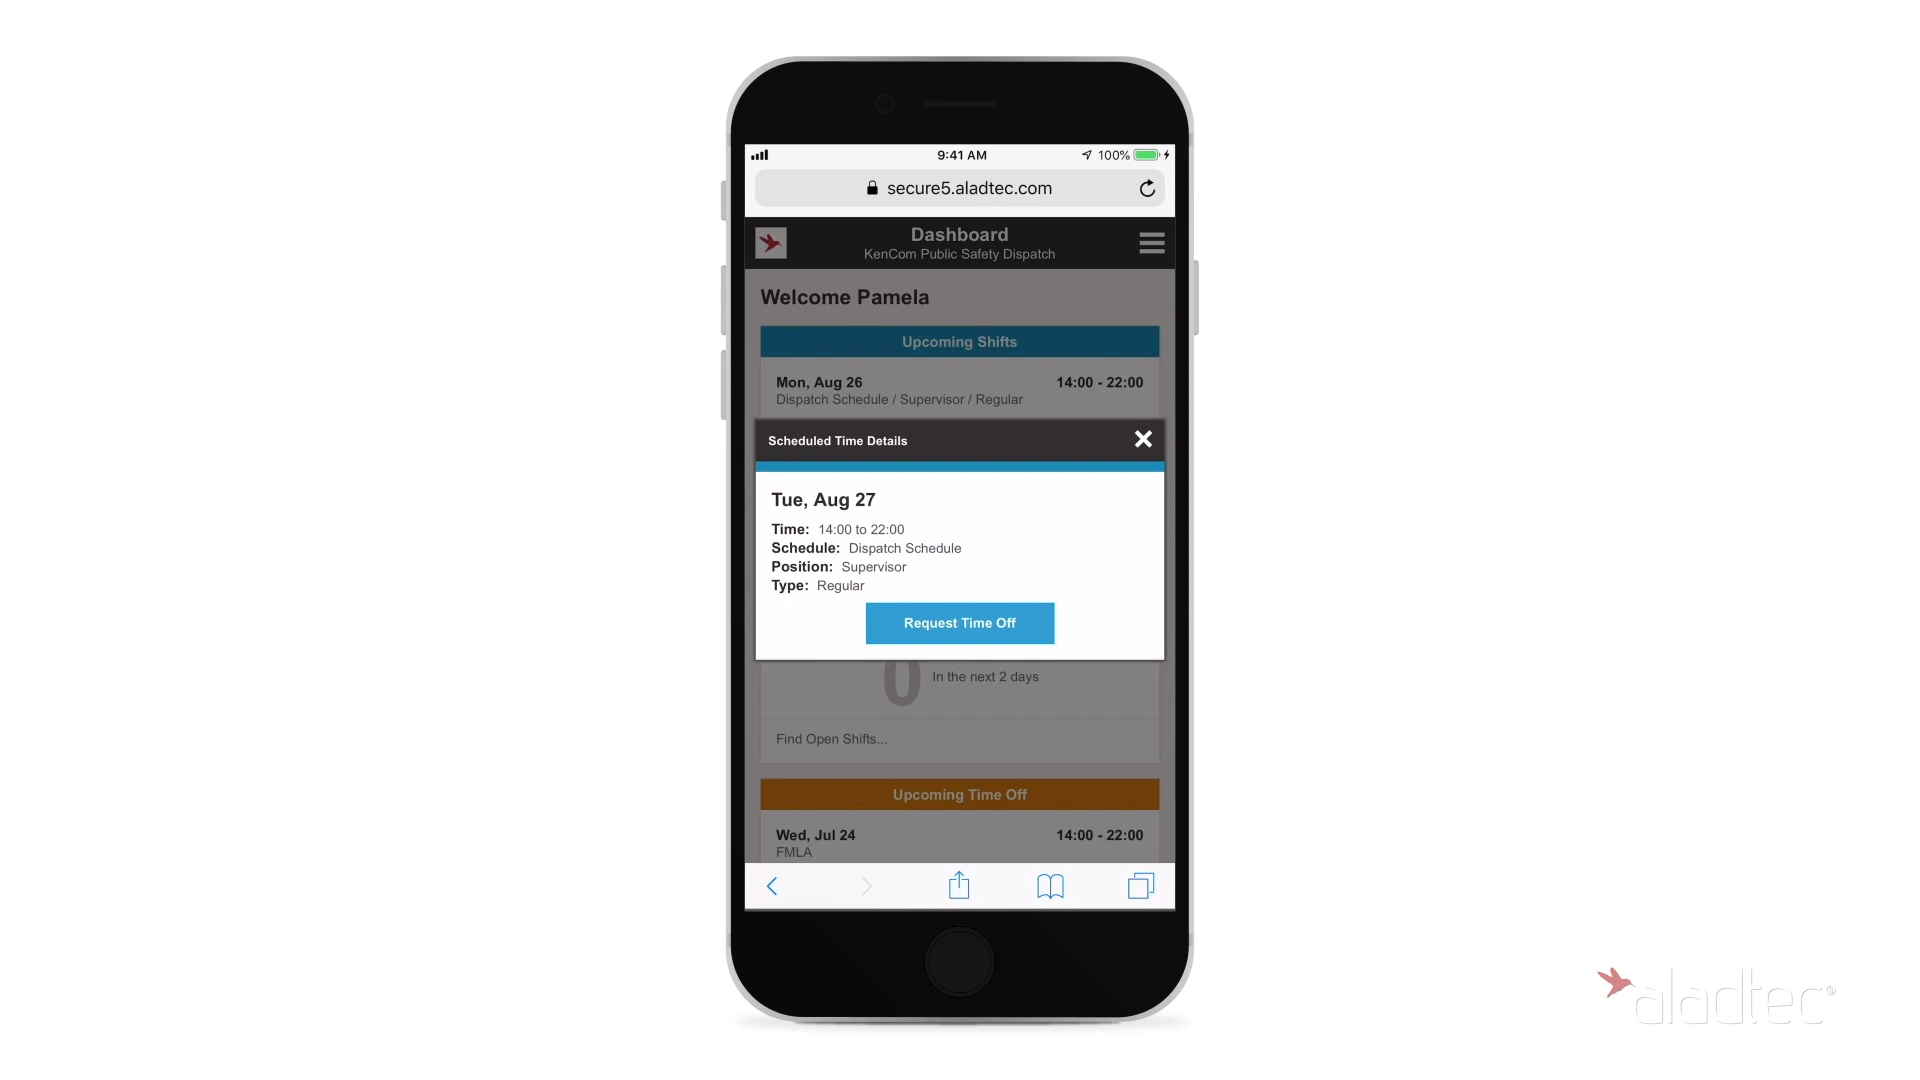 9:41 AM
100%
secure5.aladtec.com
Dashboard
KenCom Public Safety Dispatch
Welcome Pamela
Upcoming Shifts
Mon, Aug 26 14:00 - 22:00
Dispatch Schedule / Supervisor / Regular
Scheduled Time Details
Tue, Aug 27
Time: 14:00 to 22:00
Schedule: Dispatch Schedule
Position: Supervisor
Type: Regular
Request Time Off
0 In the next 2 days
Find Open Shifts...
Upcoming Time Off
Wed, Jul 24 14:00 - 22:00
FMLA
aladtec®